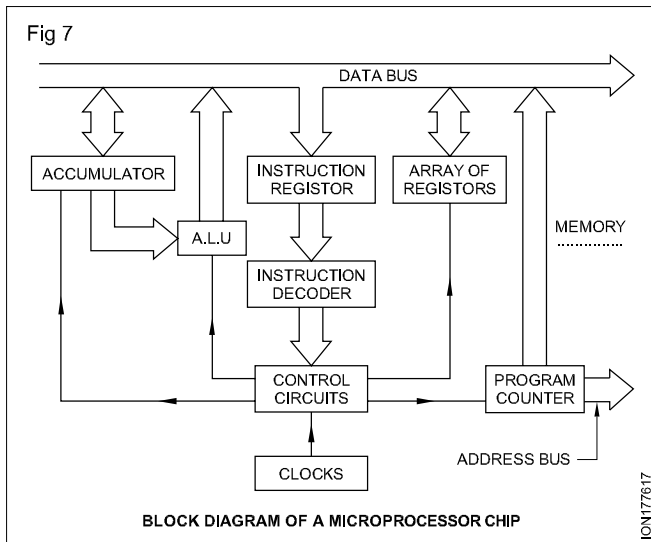 Fig 7
DATA BUS
ACCUMULATOR
INSTRUCTION
REGISTOR
ARRAY OF
REGISTORS
A.L.U
MEMORY
INSTRUCTION
DECODER
CONTROL
CIRCUITS
PROGRAM
COUNTER
ADDRESS BUS
CLOCKS
BLOCK DIAGRAM OF A MICROPROCESSOR CHIP
ION177617